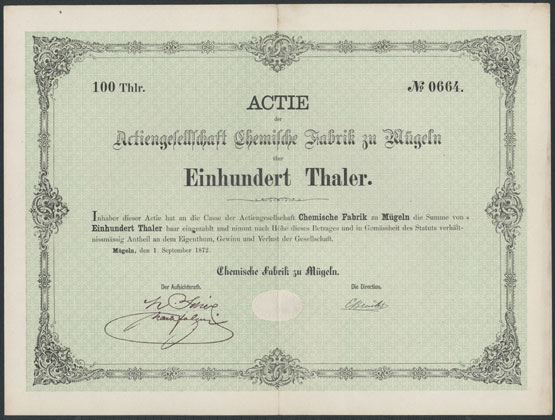 100 Thlr.
№ 0664.
ACTIE
der
Actiengesellschaft Chemische Fabrik zu Mügeln
über
Einhundert Thaler.
Inhaber dieser Actie hat an die Casse der Actiengesellschaft Chemische Fabrik zu Mügeln die Summe von
Einhundert Thaler baar eingezahlt und nimmt nach Höhe dieses Betrages und in Gemässheit des Statuts verhält-
nissmässig Antheil an dem Eigenthum, Gewinn und Verlust der Gesellschaft.
Mügeln, den 1. September 1872.
Chemische Fabrik zu Mügeln.
Der Aufsichtsrath.
Die Direction.